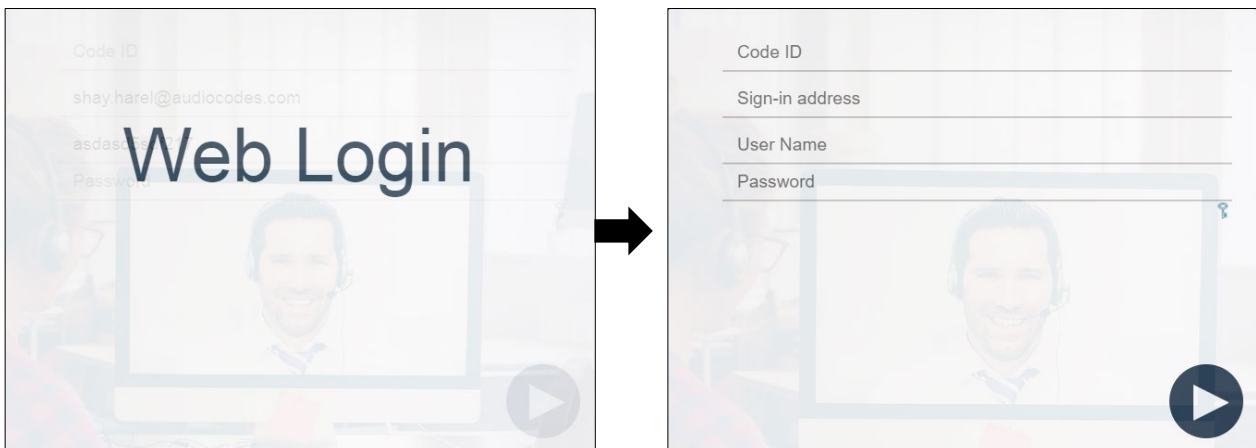 Code ID
shay.harel@audiocodes.com
Web Login
Password
Code ID
Sign-in address
User Name
Password